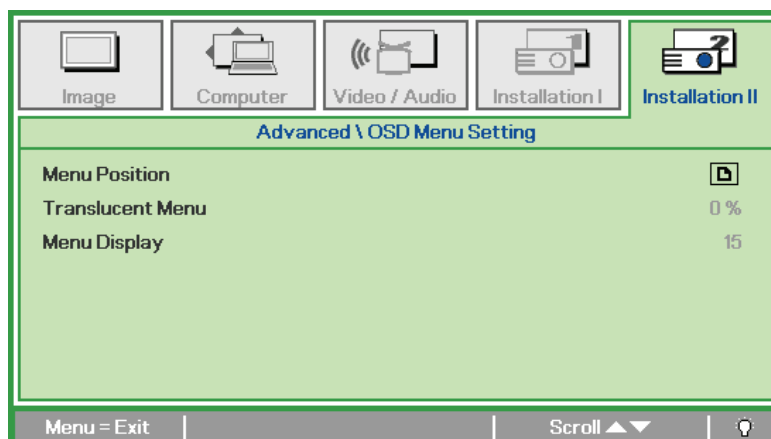 Image Computer Video / Audio Installation I Installation II
Advanced \ OSD Menu Setting
Menu Position
Translucent Menu 0 %
Menu Display 15
Menu = Exit Scroll ▲▼